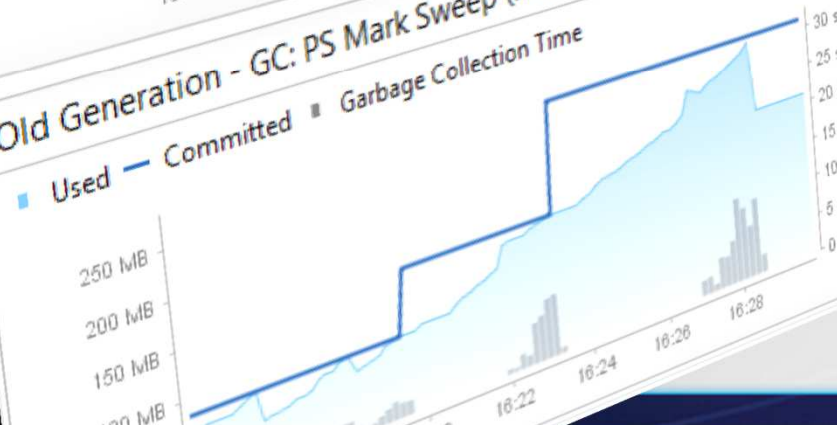 Old Generation - GC: PS Mark Sweep
Used Committed Garbage Collection Time
250 MB
200 MB
150 MB
MB
30 s
25 s
20
15
10
5
0
16:22 16:24 16:26 16:28